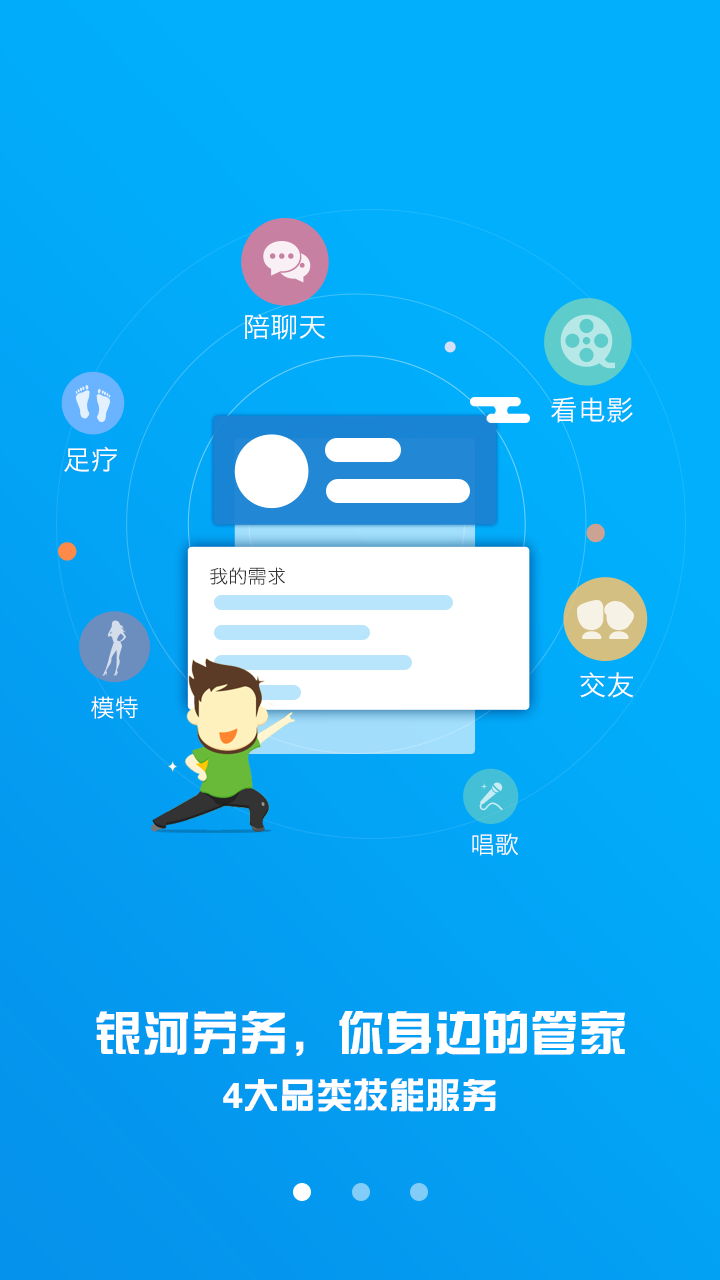 陪聊天
看电影
足疗
我的需求
交友
模特
唱歌
银河劳务，你身边的管家
4大品类技能服务